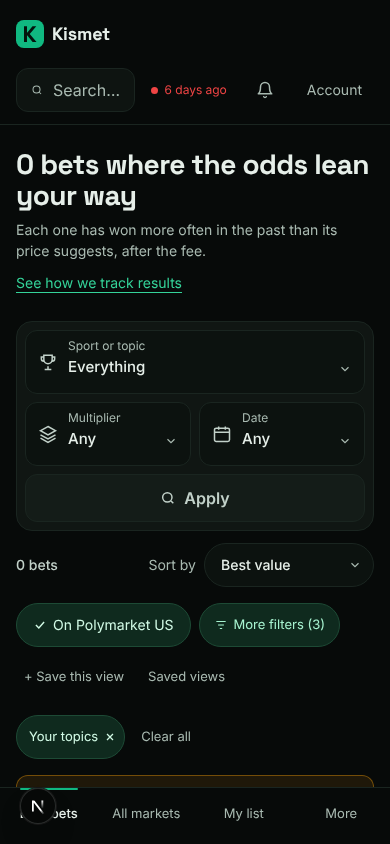 Kismet
Search...
6 days ago
Account
0 bets where the odds lean
your way
Each one has won more often in the past than its
price suggests, after the fee.
See how we track results
Sport or topic
Everything
Multiplier
Any
Date
Any
Apply
0 bets
Sort by
Best value
On Polymarket US
More filters (3)
+ Save this view
Saved views
Your topics ×
Clear all
N
bets
All markets
My list
More